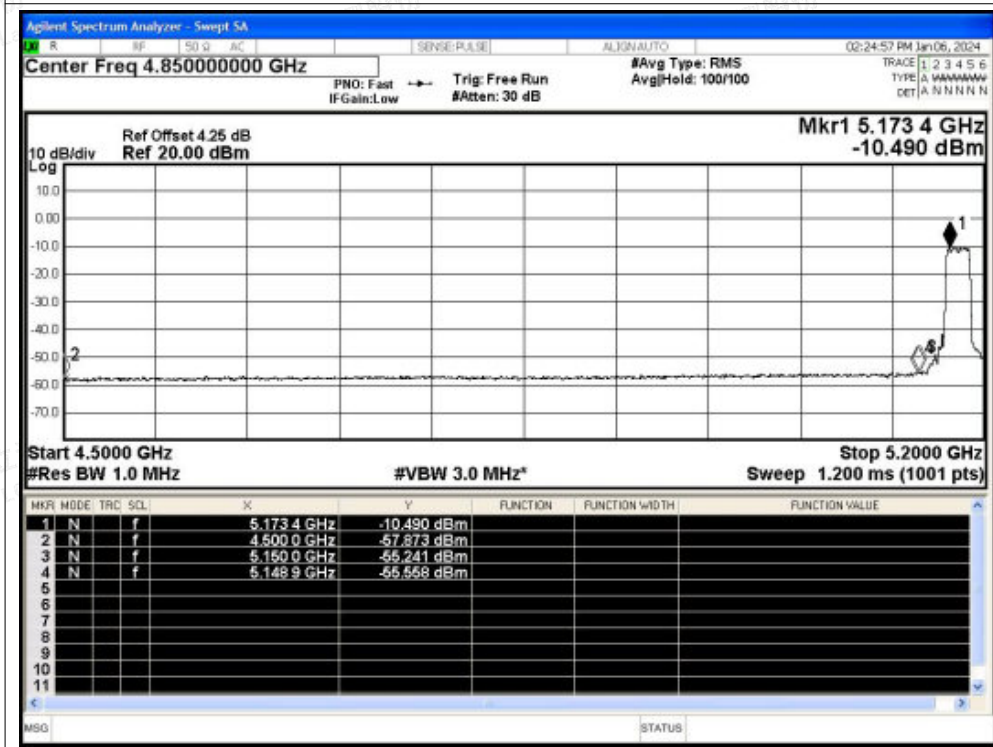 Agilent Spectrum Analyzer - Swept SA
R RF 50 Ω AC SENSE:PULSE ALIGN AUTO 02:24:57 PM Jan 06, 2024
Center Freq 4.850000000 GHz #Avg Type: RMS TRACE 1 2 3 4 5 6
PNO: Fast Trig: Free Run Avg|Hold: 100/100 TYPE A WWWWW
IFGain:Low #Atten: 30 dB DET A N N N N N
Ref Offset 4.25 dB Mkr1 5.173 4 GHz
10 dB/div Ref 20.00 dBm -10.490 dBm
Log
10.0
0.00
1
-10.0
-20.0
-30.0
-40.0
-50.0 2
-60.0
-70.0
Start 4.5000 GHz Stop 5.2000 GHz
#Res BW 1.0 MHz #VBW 3.0 MHz* Sweep 1.200 ms (1001 pts)
MKR MODE TRC SCL X Y FUNCTION FUNCTION WIDTH FUNCTION VALUE
1 N f 5.173 4 GHz -10.490 dBm
2 N f 4.500 0 GHz -57.873 dBm
3 N f 5.150 0 GHz -55.241 dBm
4 N f 5.148 9 GHz -55.558 dBm
5
6
7
8
9
10
11
MSG STATUS